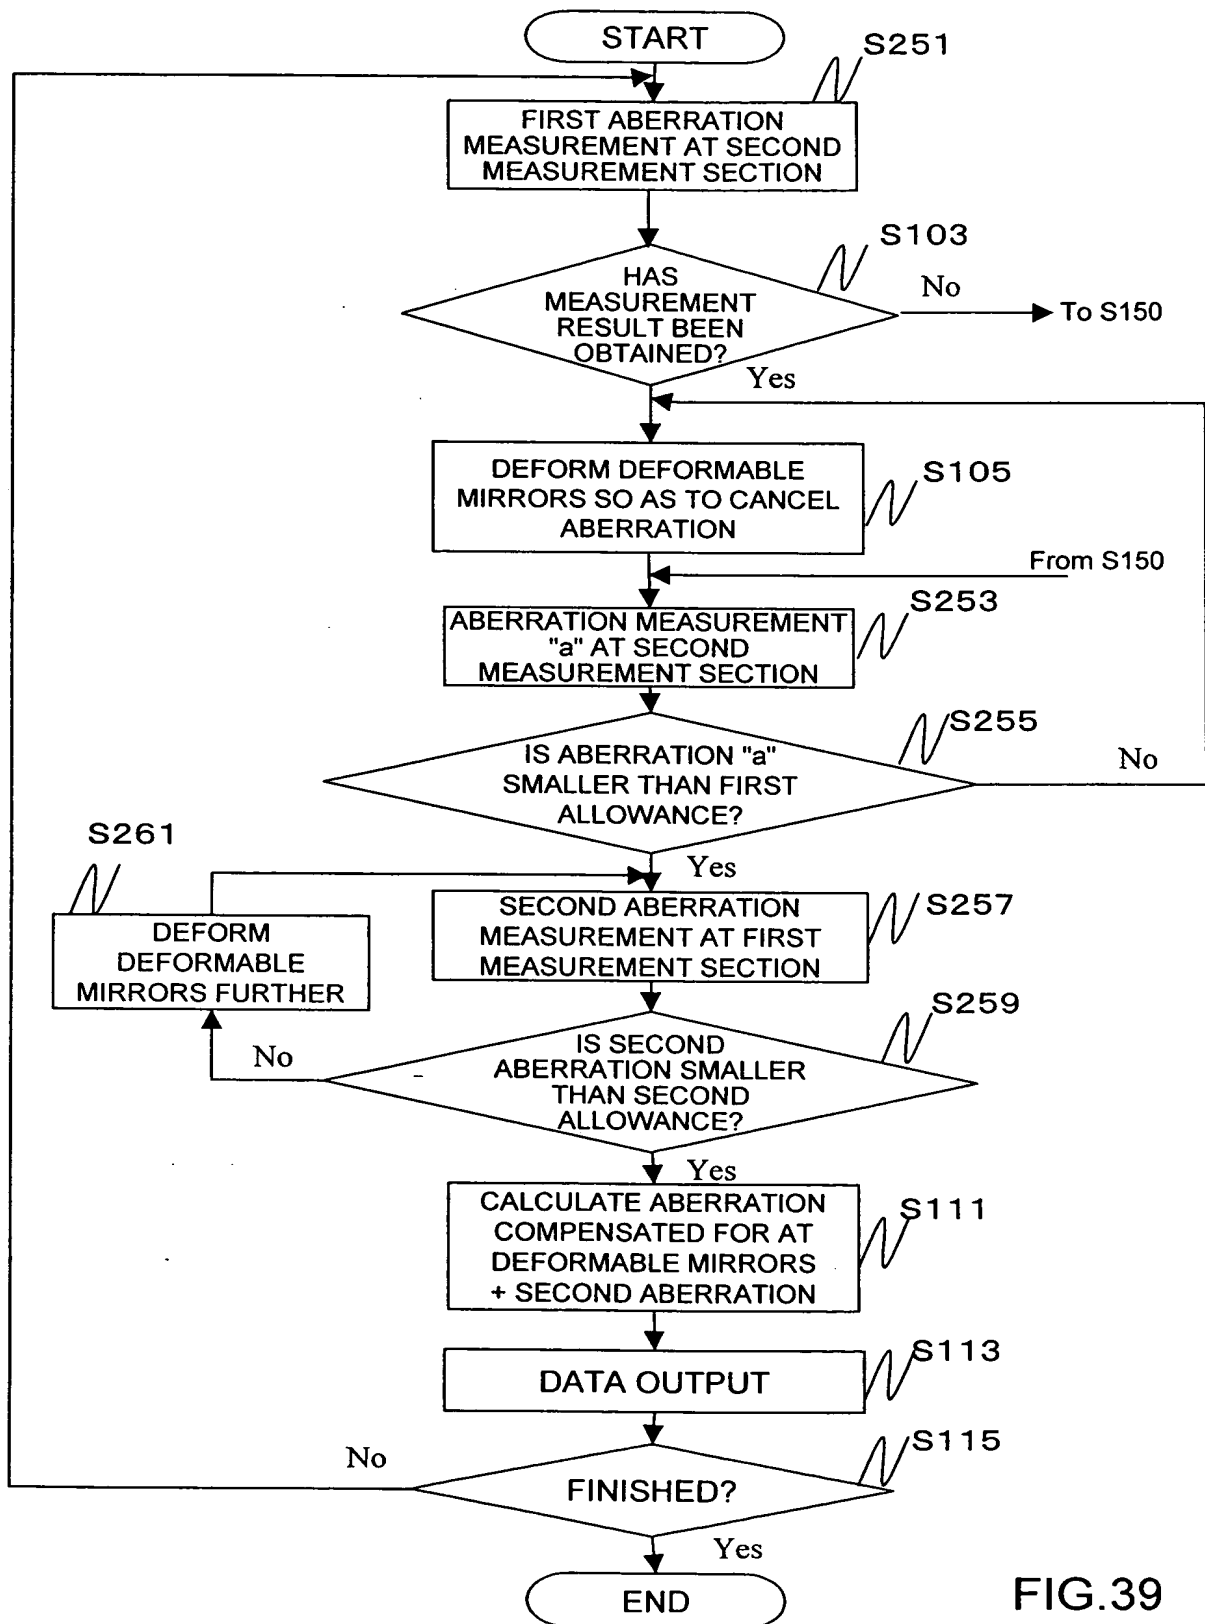 START
S251
FIRST ABERRATION
MEASUREMENT AT SECOND
MEASUREMENT SECTION
S103
HAS
MEASUREMENT
RESULT BEEN
OBTAINED?
No
To S150
Yes
DEFORM DEFORMABLE
MIRRORS SO AS TO CANCEL
ABERRATION
S105
From S150
S253
ABERRATION MEASUREMENT
"a" AT SECOND
MEASUREMENT SECTION
S255
IS ABERRATION "a"
SMALLER THAN FIRST
ALLOWANCE?
No
Yes
S261
DEFORM
DEFORMABLE
MIRRORS FURTHER
SECOND ABERRATION
MEASUREMENT AT FIRST
MEASUREMENT SECTION
S257
S259
IS SECOND
ABERRATION SMALLER
THAN SECOND
ALLOWANCE?
No
Yes
CALCULATE ABERRATION
COMPENSATED FOR AT
DEFORMABLE MIRRORS
+ SECOND ABERRATION
S111
DATA OUTPUT
S113
S115
No
FINISHED?
Yes
END
FIG.39